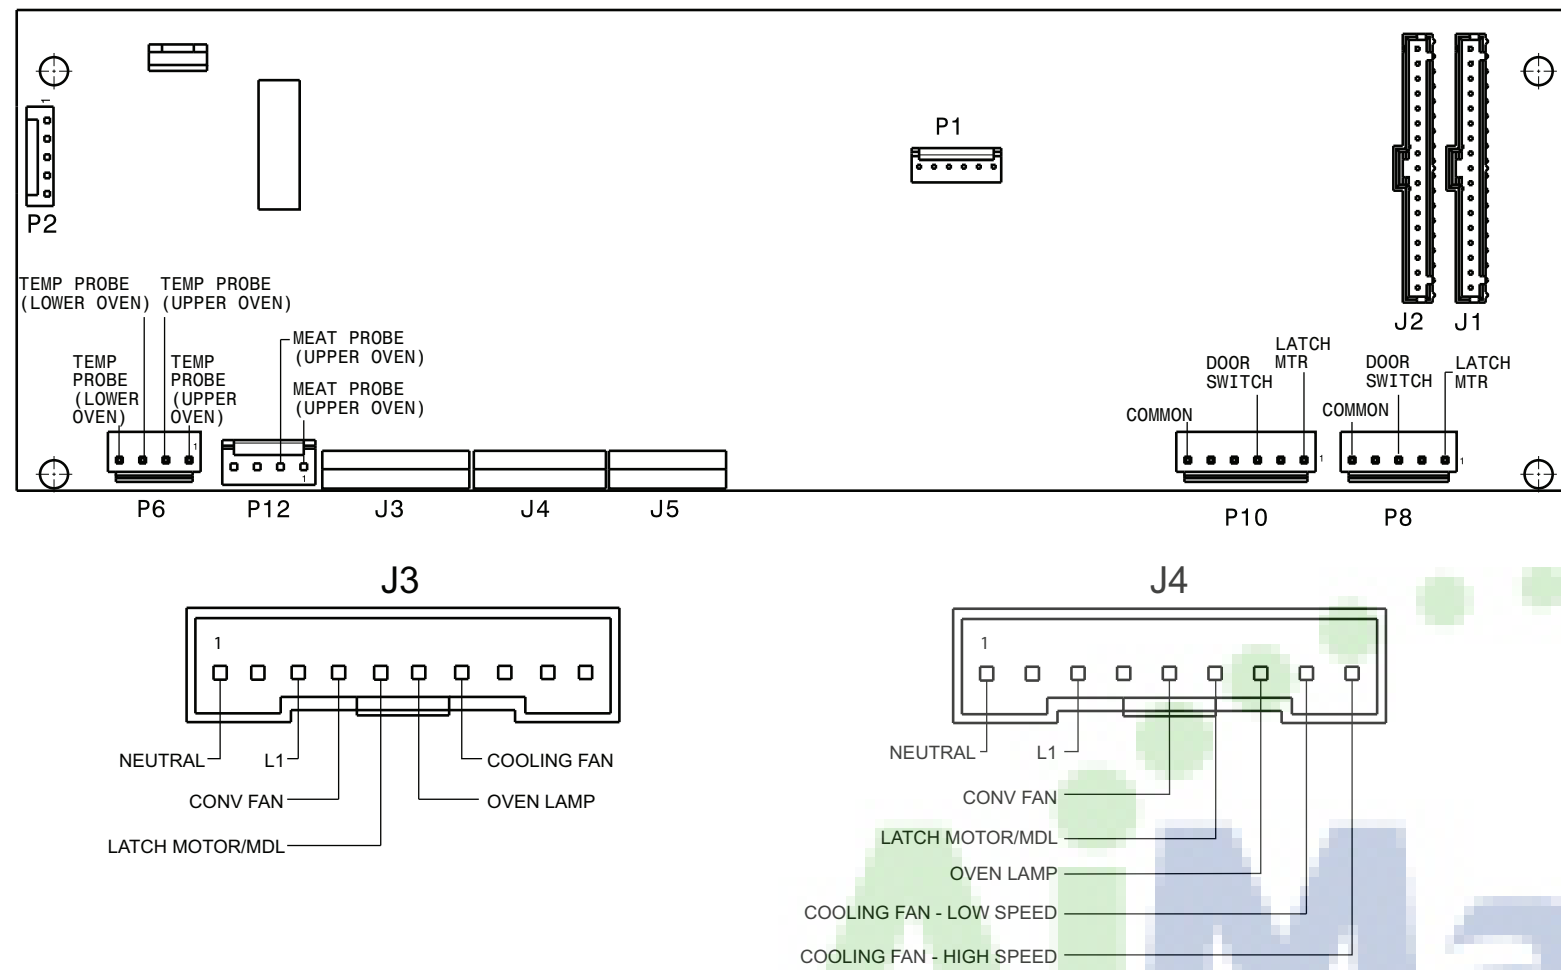 1
P2
P1
J2
J1
TEMP PROBE
(LOWER OVEN)
TEMP PROBE
(UPPER OVEN)
TEMP
PROBE
(LOWER
OVEN)
TEMP
PROBE
(UPPER
OVEN)
MEAT PROBE
(UPPER OVEN)
MEAT PROBE
(UPPER OVEN)
COMMON
DOOR
SWITCH
LATCH
MTR
COMMON
DOOR
SWITCH
LATCH
MTR
1
1
1
1
P6
P12
J3
J4
J5
P10
P8
J3
1
NEUTRAL
L1
COOLING FAN
CONV FAN
OVEN LAMP
LATCH MOTOR/MDL
J4
1
NEUTRAL
L1
CONV FAN
LATCH MOTOR/MDL
OVEN LAMP
COOLING FAN - LOW SPEED
COOLING FAN - HIGH SPEED